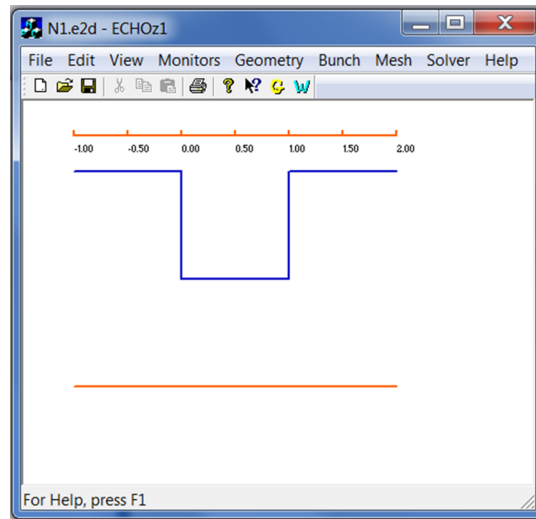 N1.e2d - ECHOz1
File Edit View Monitors Geometry Bunch Mesh Solver Help
-1.00 -0.50 0.00 0.50 1.00 1.50 2.00
For Help, press F1